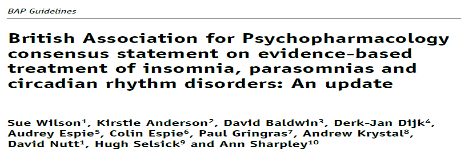 BAP Guidelines
British Association for Psychopharmacology
consensus statement on evidence-based
treatment of insomnia, parasomnias and
circadian rhythm disorders: An update
Sue Wilson¹, Kirstie Anderson², David Baldwin³, Derk-Jan Dijk⁴,
Audrey Espie⁵, Colin Espie⁶, Paul Gringras⁷, Andrew Krystal⁸,
David Nutt¹, Hugh Selsick⁹ and Ann Sharpley¹⁰